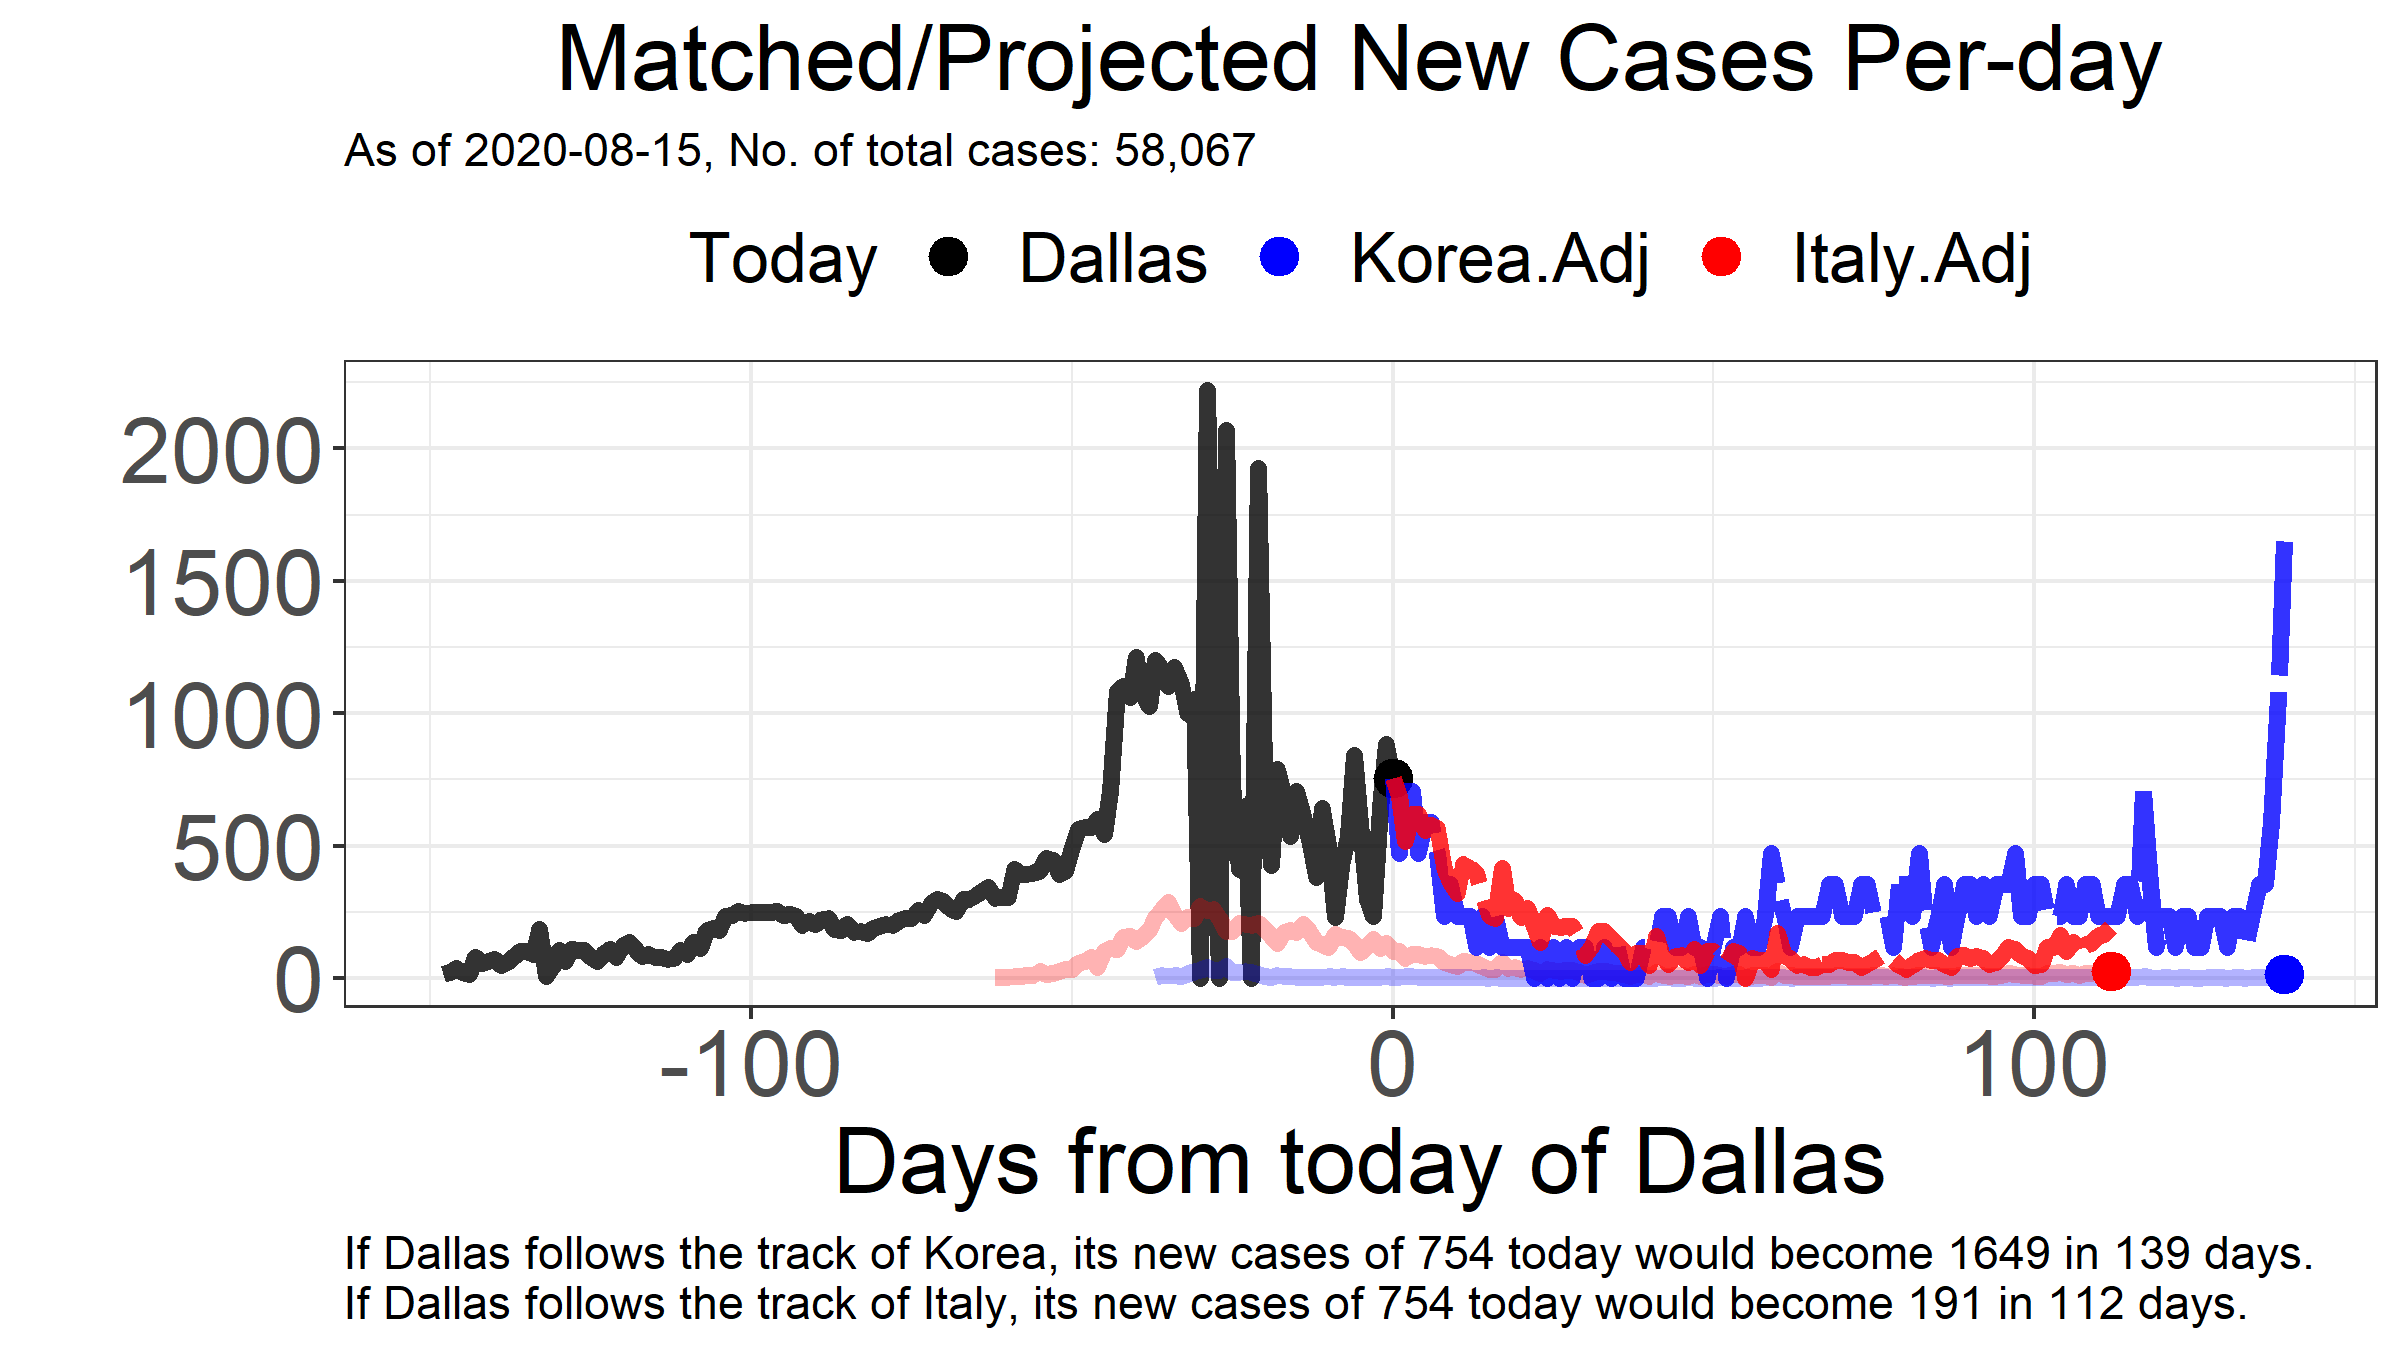 Matched/Projected New Cases Per-day
As of 2020-08-15, No. of total cases: 58,067
Today Dallas Korea.Adj Italy.Adj
2000
1500
1000
500
0
-100 0 100
Days from today of Dallas
If Dallas follows the track of Korea, its new cases of 754 today would become 1649 in 139 days.
If Dallas follows the track of Italy, its new cases of 754 today would become 191 in 112 days.